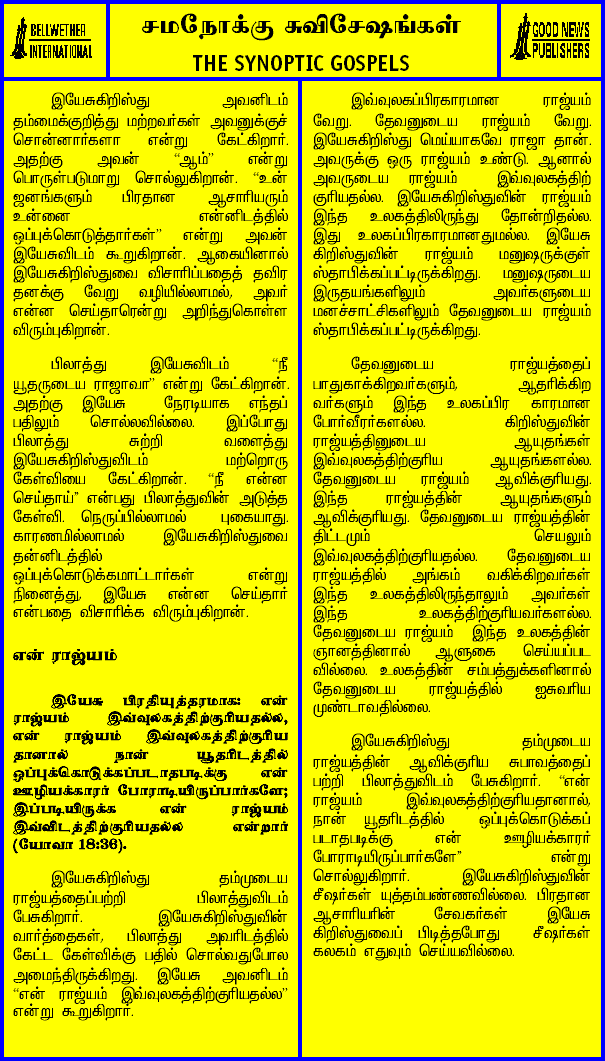 BELLWETHER
INTERNATIONAL
சமநோக்கு சுவிசேஷங்கள்
THE SYNOPTIC GOSPELS
GOOD NEWS
PUBLISHERS
இயேசுகிறிஸ்து அவனிடம்
தம்மைக்குறித்து மற்றவர்கள் அவனுக்குச்
சொன்னார்களா என்று கேட்கிறார்.
அதற்கு அவன் “ஆம்” என்று
பொருள்படுமாறு சொல்லுகிறான். “உன்
ஜனங்களும் பிரதான ஆசாரியரும்
உன்னை என்னிடத்தில்
ஒப்புக்கொடுத்தார்கள்” என்று அவன்
இயேசுவிடம் கூறுகிறான். ஆகையினால்
இயேசுகிறிஸ்துவை விசாரிப்பதைத் தவிர
தனக்கு வேறு வழியில்லாமல், அவர்
என்ன செய்தாரென்று அறிந்துகொள்ள
விரும்புகிறான்.
பிலாத்து இயேசுவிடம் “நீ
யூதருடைய ராஜாவா” என்று கேட்கிறான்.
அதற்கு இயேசு நேரடியாக எந்தப்
பதிலும் சொல்லவில்லை. இப்போது
பிலாத்து சுற்றி வளைத்து
இயேசுகிறிஸ்துவிடம் மற்றொரு
கேள்வியை கேட்கிறான். “நீ என்ன
செய்தாய்” என்பது பிலாத்துவின் அடுத்த
கேள்வி. நெருப்பில்லாமல் புகையாது.
காரணமில்லாமல் இயேசுகிறிஸ்துவை
தன்னிடத்தில்
ஒப்புக்கொடுக்கமாட்டார்கள் என்று
நினைத்து, இயேசு என்ன செய்தார்
என்பதை விசாரிக்க விரும்புகிறான்.
என் ராஜ்யம்
இயேசு பிரதியுத்தரமாக: என்
ராஜ்யம் இவ்வுலகத்திற்குரியதல்ல,
என் ராஜ்யம் இவ்வுலகத்திற்குரிய
தானால் நான் யூதரிடத்தில்
ஒப்புக்கொடுக்கப்படாதபடிக்கு என்
ஊழியக்காரர் போராடியிருப்பார்களே;
இப்படியிருக்க என் ராஜ்யம்
இவ்விடத்திற்குரியதல்ல என்றார்
(யோவா 18:36).
இயேசுகிறிஸ்து தம்முடைய
ராஜ்யத்தைப்பற்றி பிலாத்துவிடம்
பேசுகிறார். இயேசுகிறிஸ்துவின்
வார்த்தைகள், பிலாத்து அவரிடத்தில்
கேட்ட கேள்விக்கு பதில் சொல்வதுபோல
அமைந்திருக்கிறது. இயேசு அவனிடம்
“என் ராஜ்யம் இவ்வுலகத்திற்குரியதல்ல”
என்று கூறுகிறார்.
இவ்வுலகப்பிரகாரமான ராஜ்யம்
வேறு. தேவனுடைய ராஜ்யம் வேறு.
இயேசுகிறிஸ்து மெய்யாகவே ராஜா தான்.
அவருக்கு ஒரு ராஜ்யம் உண்டு. ஆனால்
அவருடைய ராஜ்யம் இவ்வுலகத்திற்
குரியதல்ல. இயேசுகிறிஸ்துவின் ராஜ்யம்
இந்த உலகத்திலிருந்து தோன்றிதல்ல.
இது உலகப்பிரகாரமானதுமல்ல. இயேசு
கிறிஸ்துவின் ராஜ்யம் மனுஷருக்குள்
ஸ்தாபிக்கப்பட்டிருக்கிறது. மனுஷருடைய
இருதயங்களிலும் அவர்களுடைய
மனச்சாட்சிகளிலும் தேவனுடைய ராஜ்யம்
ஸ்தாபிக்கப்பட்டிருக்கிறது.
தேவனுடைய ராஜ்யத்தைப்
பாதுகாக்கிறவர்களும், ஆதரிக்கிற
வர்களும் இந்த உலகப்பிர காரமான
போர்வீரர்களல்ல. கிறிஸ்துவின்
ராஜ்யத்தினுடைய ஆயுதங்கள்
இவ்வுலகத்திற்குரிய ஆயுதங்களல்ல.
தேவனுடைய ராஜ்யம் ஆவிக்குரியது.
இந்த ராஜ்யத்தின் ஆயுதங்களும்
ஆவிக்குரியது. தேவனுடைய ராஜ்யத்தின்
திட்டமும் செயலும்
இவ்வுலகத்திற்குரியதல்ல. தேவனுடைய
ராஜ்யத்தில் அங்கம் வகிக்கிறவர்கள்
இந்த உலகத்திலிருந்தாலும் அவர்கள்
இந்த உலகத்திற்குரியவர்களல்ல.
தேவனுடைய ராஜ்யம் இந்த உலகத்தின்
ஞானத்தினால் ஆளுகை செய்யப்பட
வில்லை. உலகத்தின் சம்பத்துக்களினால்
தேவனுடைய ராஜ்யத்தில் ஐசுவரிய
முண்டாவதில்லை.
இயேசுகிறிஸ்து தம்முடைய
ராஜ்யத்தின் ஆவிக்குரிய சுபாவத்தைப்
பற்றி பிலாத்துவிடம் பேசுகிறார். “என்
ராஜ்யம் இவ்வுலகத்திற்குரியதானால்,
நான் யூதரிடத்தில் ஒப்புக்கொடுக்கப்
படாதபடிக்கு என் ஊழியக்காரர்
போராடியிருப்பார்களே” என்று
சொல்லுகிறார். இயேசுகிறிஸ்துவின்
சீஷர்கள் யுத்தம்பண்ணவில்லை. பிரதான
ஆசாரியரின் சேவகர்கள் இயேசு
கிறிஸ்துவைப் பிடித்தபோது சீஷர்கள்
கலகம் எதுவும் செய்யவில்லை.